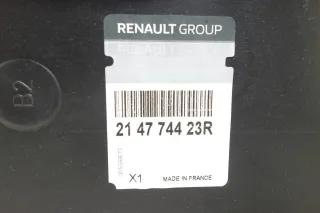 RENAULT GROUP
B2
21 47 744 23R
X1 MADE IN FRANCE